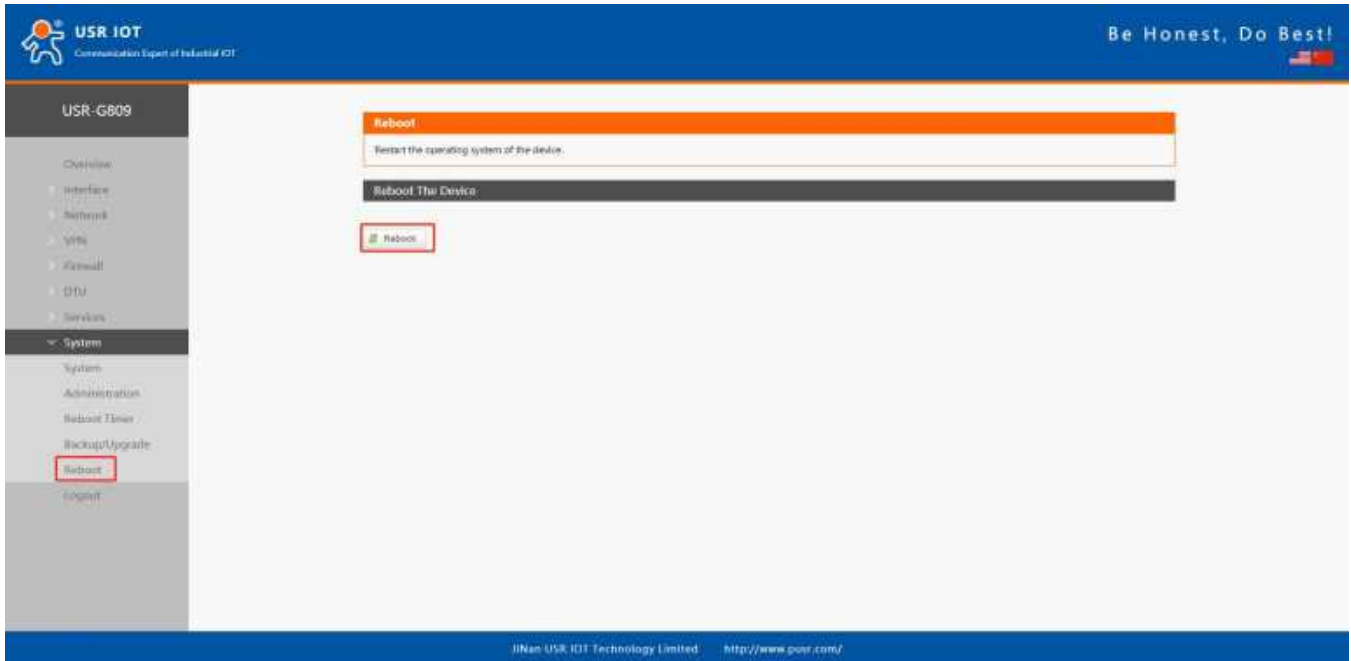 USR IOT
Communication Expert of Industrial IOT
Be Honest, Do Best!
USR-G809
Overview
Interface
Network
VPN
Firewall
DTU
Services
System
System
Administration
Reboot Timer
Backup/Upgrade
Reboot
Logout
Reboot
Restart the operating system of the device.
Reboot The Device
Reboot
JiNan USR IOT Technology Limited http://www.pusr.com/